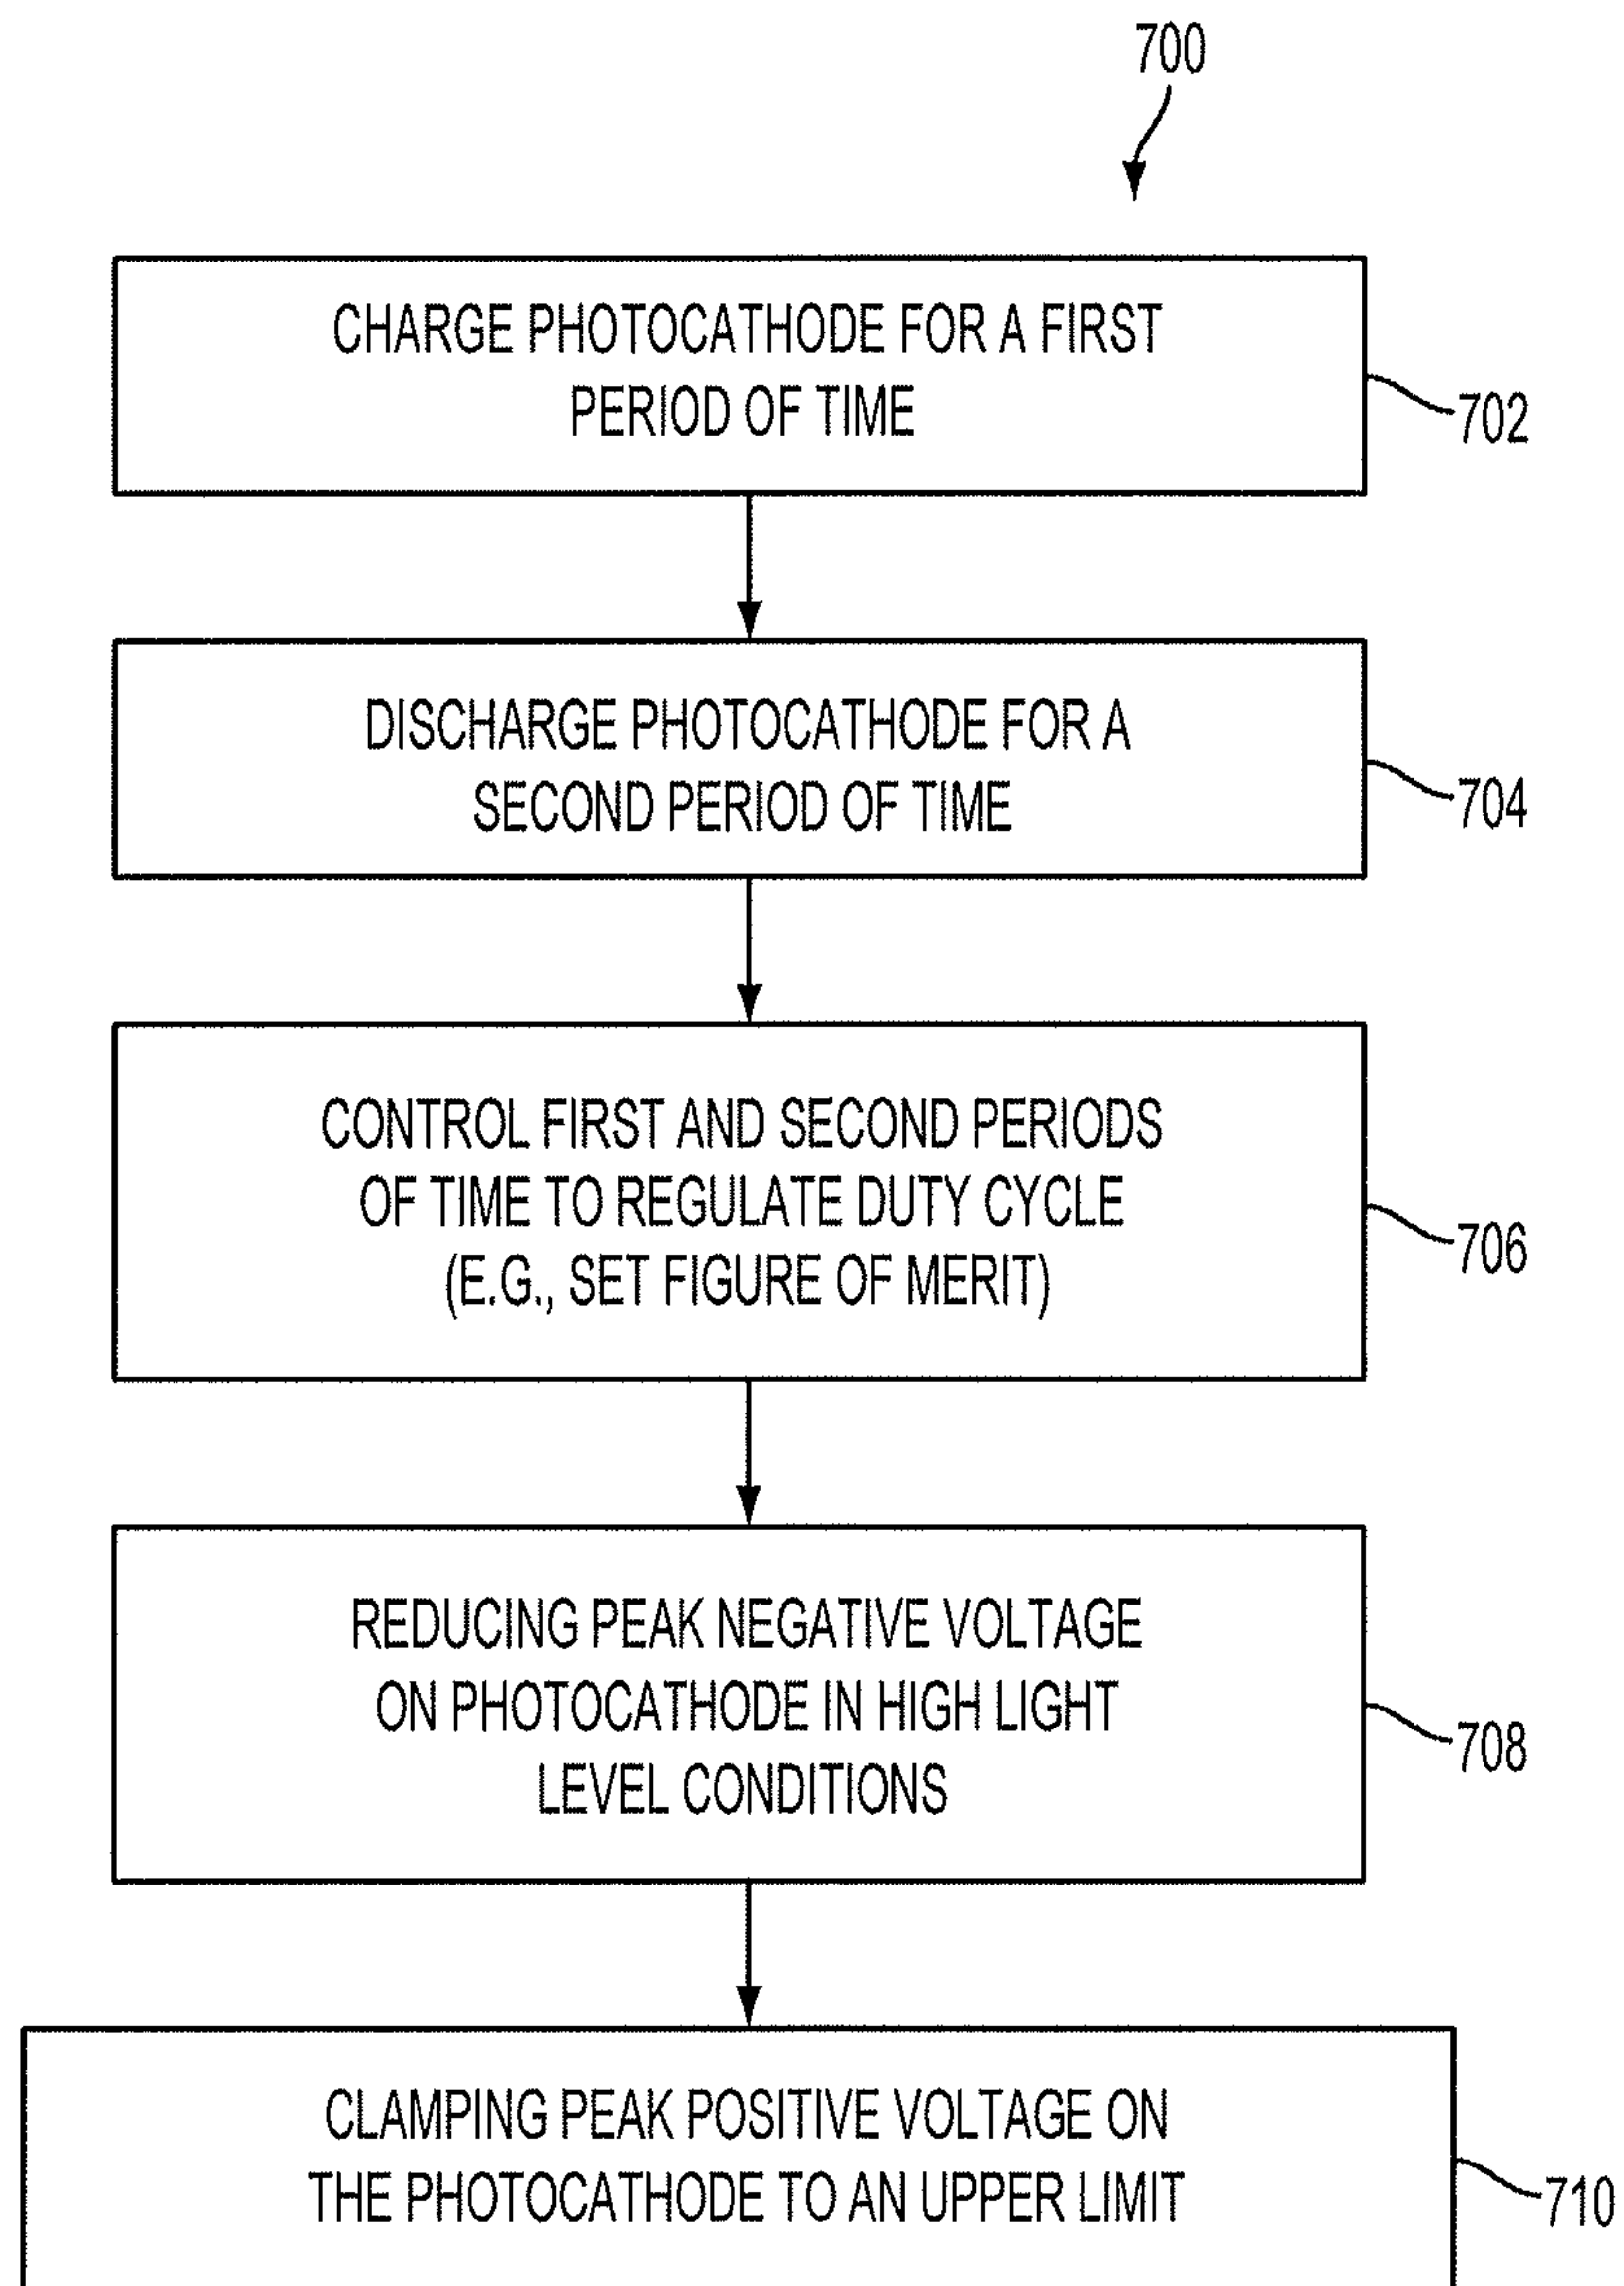 700
CHARGE PHOTOCATHODE FOR A FIRST
PERIOD OF TIME
702
DISCHARGE PHOTOCATHODE FOR A
SECOND PERIOD OF TIME
704
CONTROL FIRST AND SECOND PERIODS
OF TIME TO REGULATE DUTY CYCLE
(E.G., SET FIGURE OF MERIT)
706
REDUCING PEAK NEGATIVE VOLTAGE
ON PHOTOCATHODE IN HIGH LIGHT
LEVEL CONDITIONS
708
CLAMPING PEAK POSITIVE VOLTAGE ON
THE PHOTOCATHODE TO AN UPPER LIMIT
710